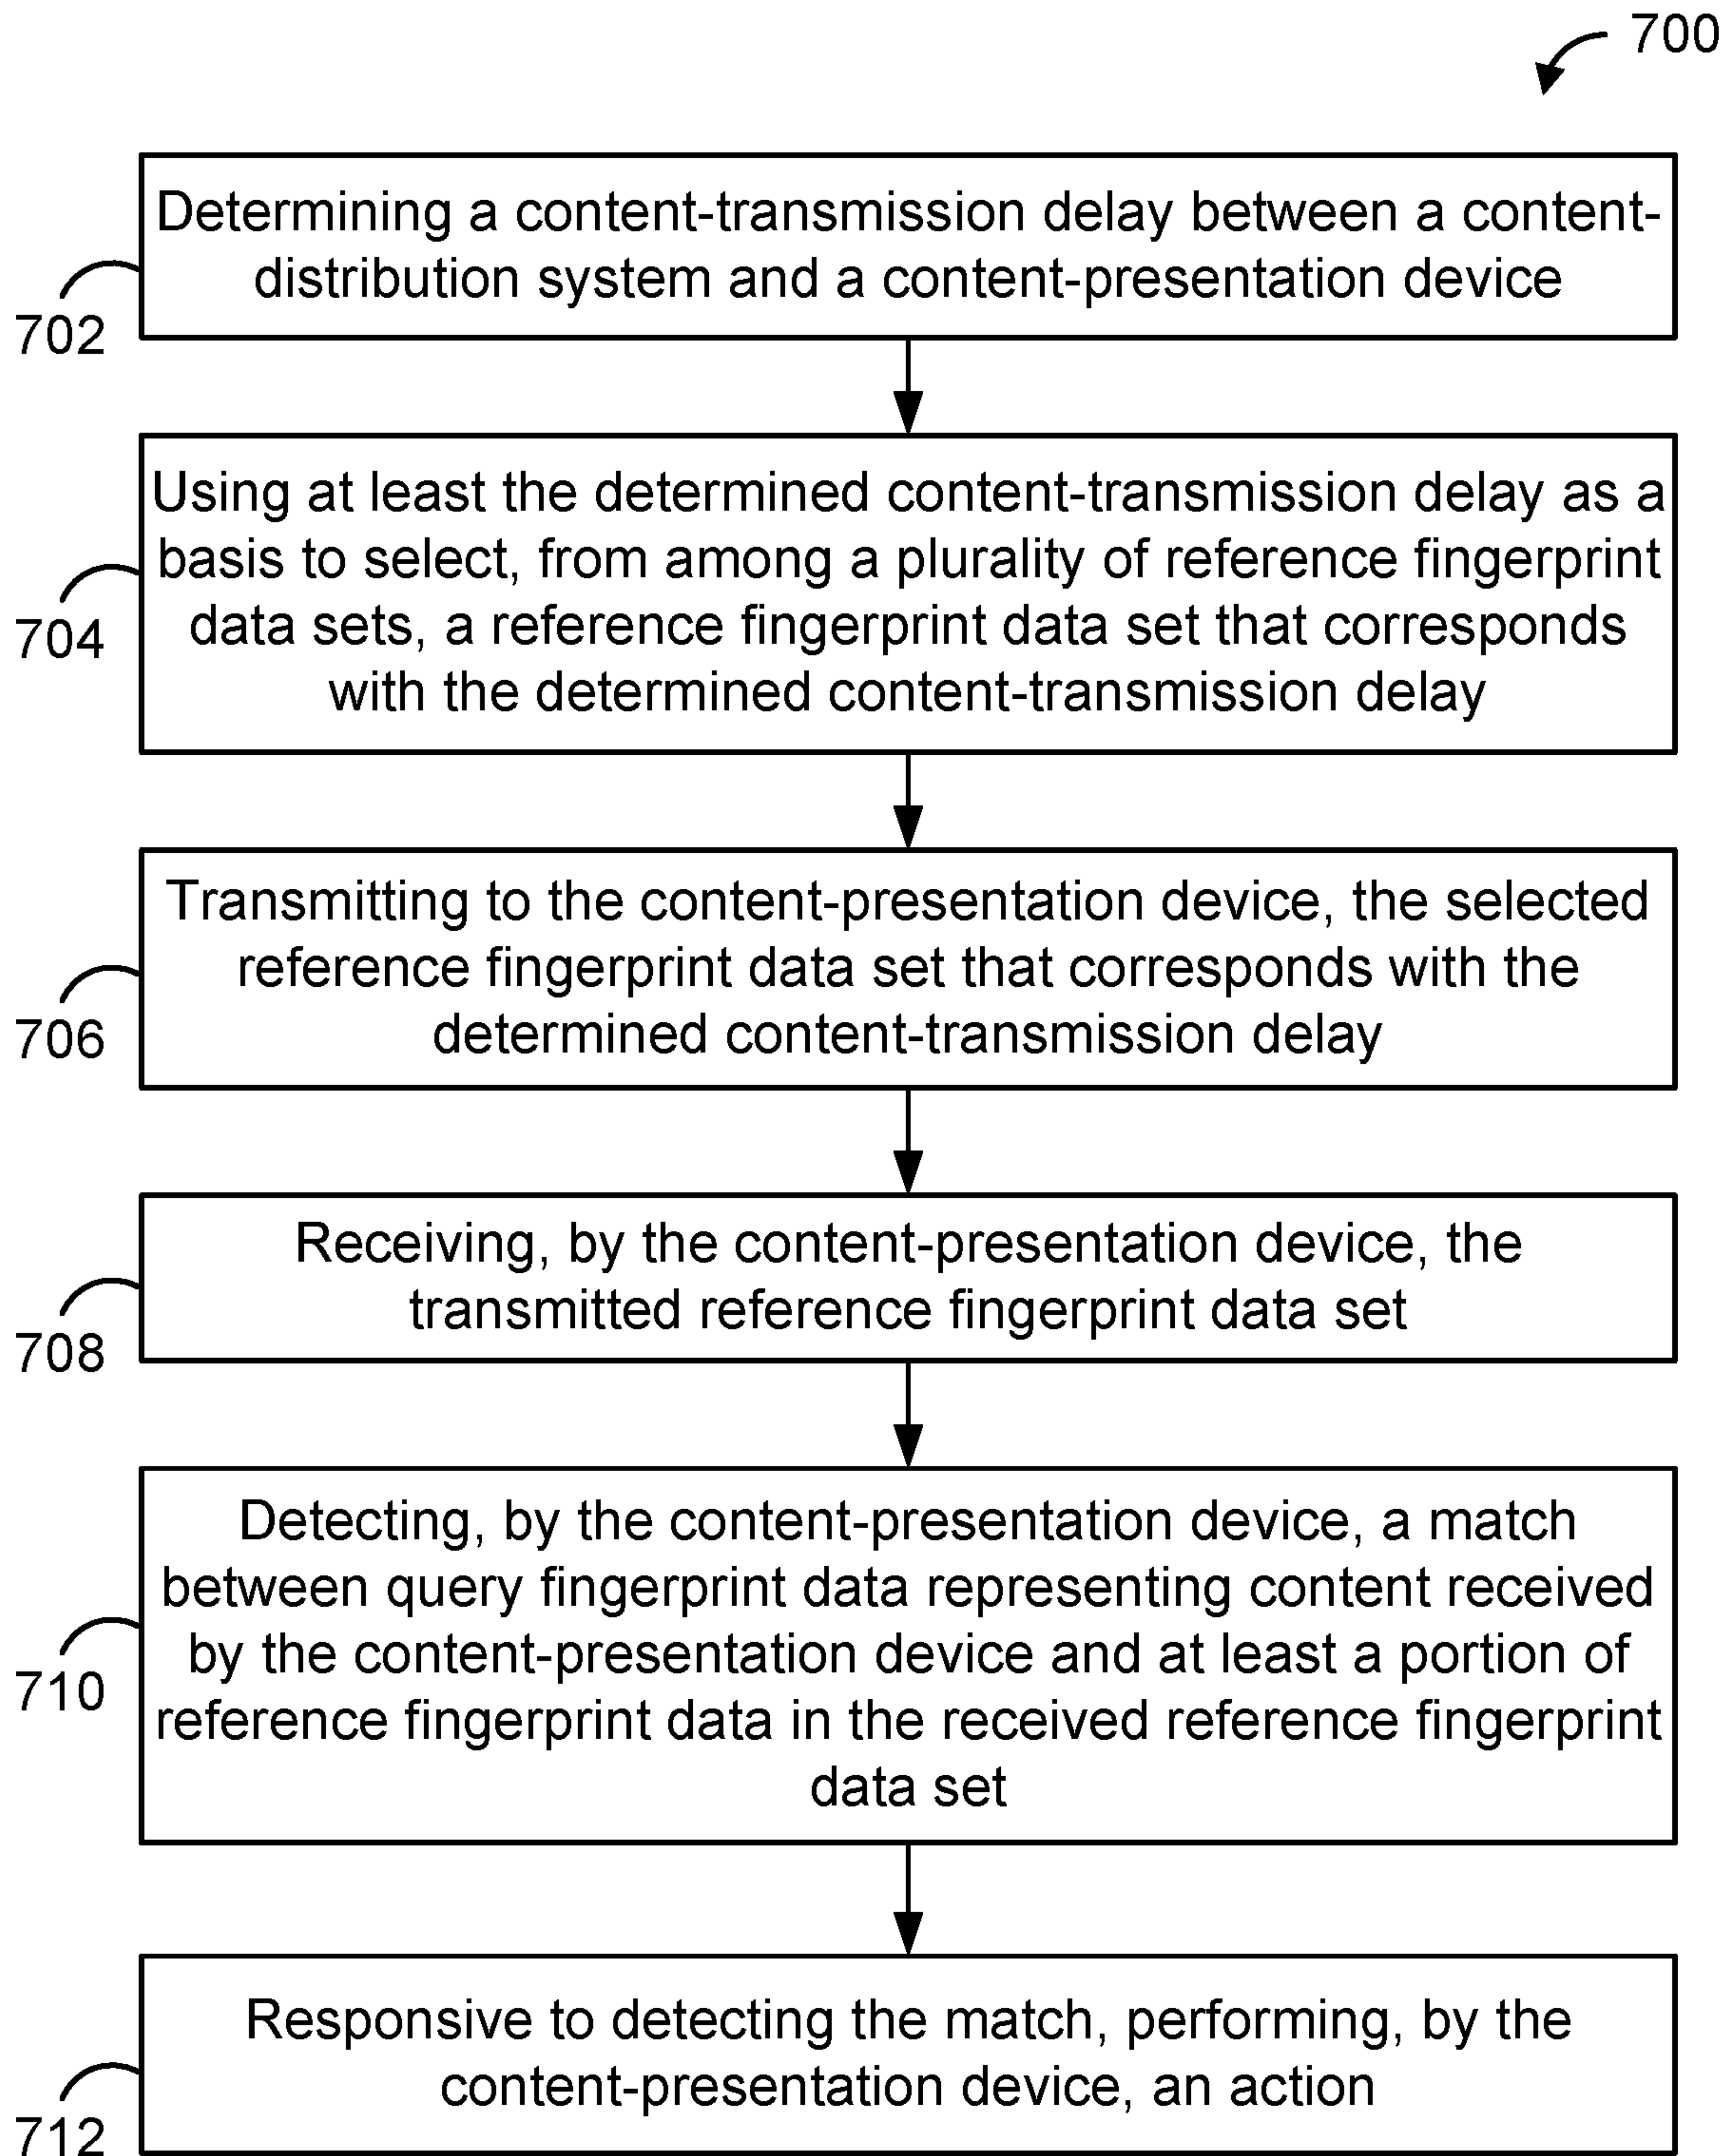 700
Determining a content-transmission delay between a content-
distribution system and a content-presentation device
702
Using at least the determined content-transmission delay as a
basis to select, from among a plurality of reference fingerprint
data sets, a reference fingerprint data set that corresponds
with the determined content-transmission delay
704
Transmitting to the content-presentation device, the selected
reference fingerprint data set that corresponds with the
determined content-transmission delay
706
Receiving, by the content-presentation device, the
transmitted reference fingerprint data set
708
Detecting, by the content-presentation device, a match
between query fingerprint data representing content received
by the content-presentation device and at least a portion of
reference fingerprint data in the received reference fingerprint
data set
710
Responsive to detecting the match, performing, by the
content-presentation device, an action
712